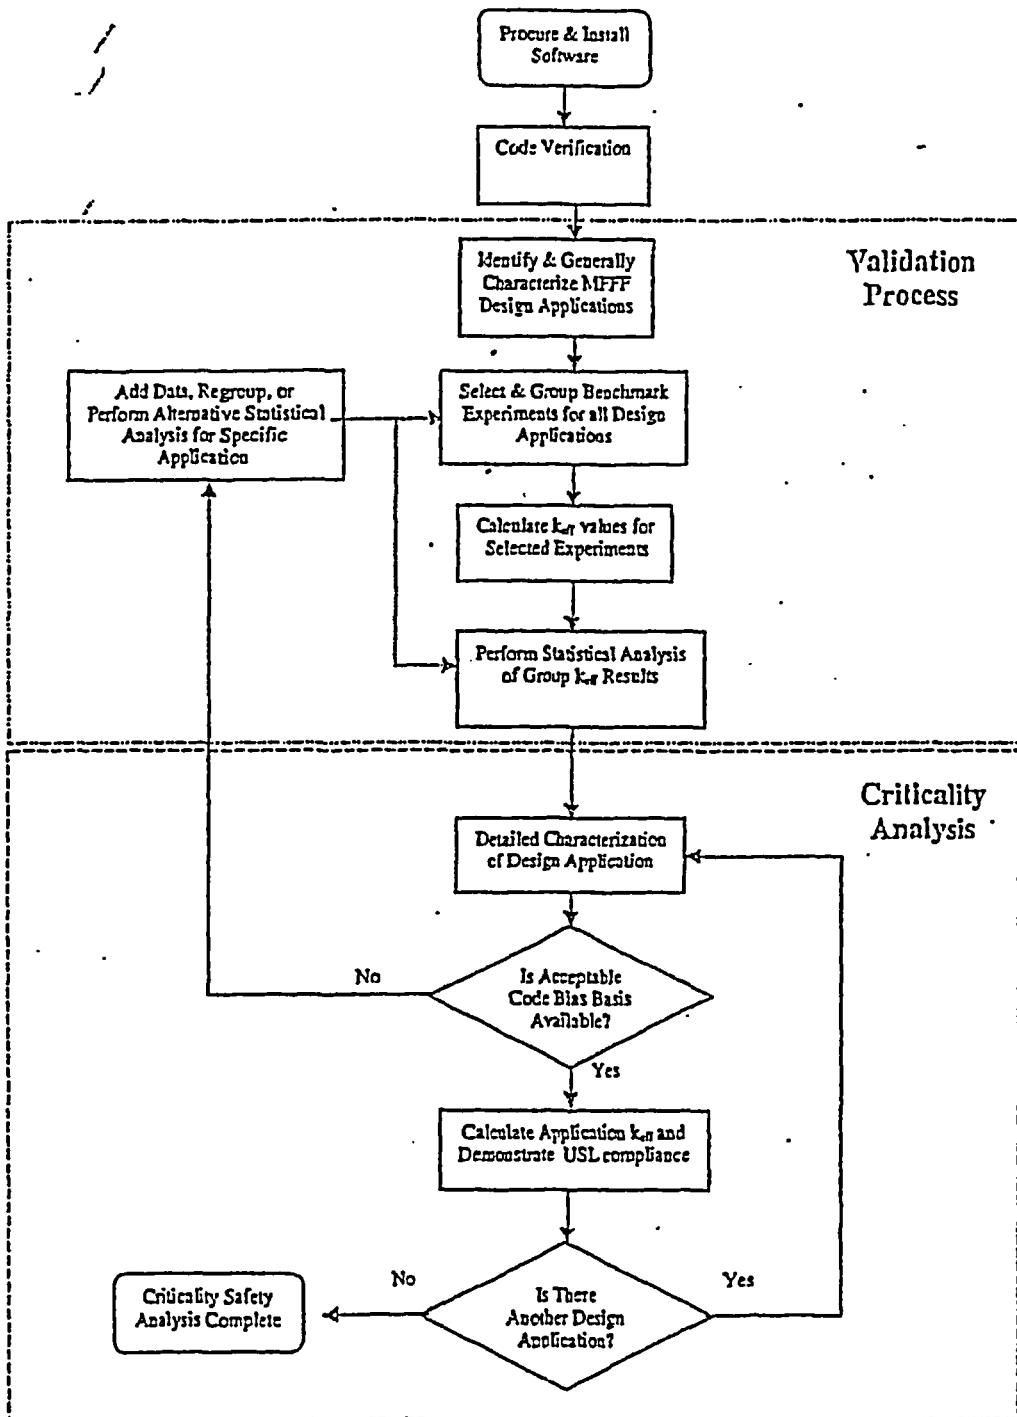 Procure & Install
Software
Code Verification
Validation
Process
Identify & Generally
Characterize MFFF
Design Applications
Add Data, Regroup, or
Perform Alternative Statistical
Analysis for Specific
Application
Select & Group Benchmark
Experiments for all Design
Applications
Calculate keff values for
Selected Experiments
Perform Statistical Analysis
of Group keff Results
Criticality
Analysis
Detailed Characterization
of Design Application
No
Is Acceptable
Code Bias Basis
Available?
Yes
Calculate Application keff and
Demonstrate USL compliance
No
Is There
Another Design
Application?
Yes
Criticality Safety
Analysis Complete